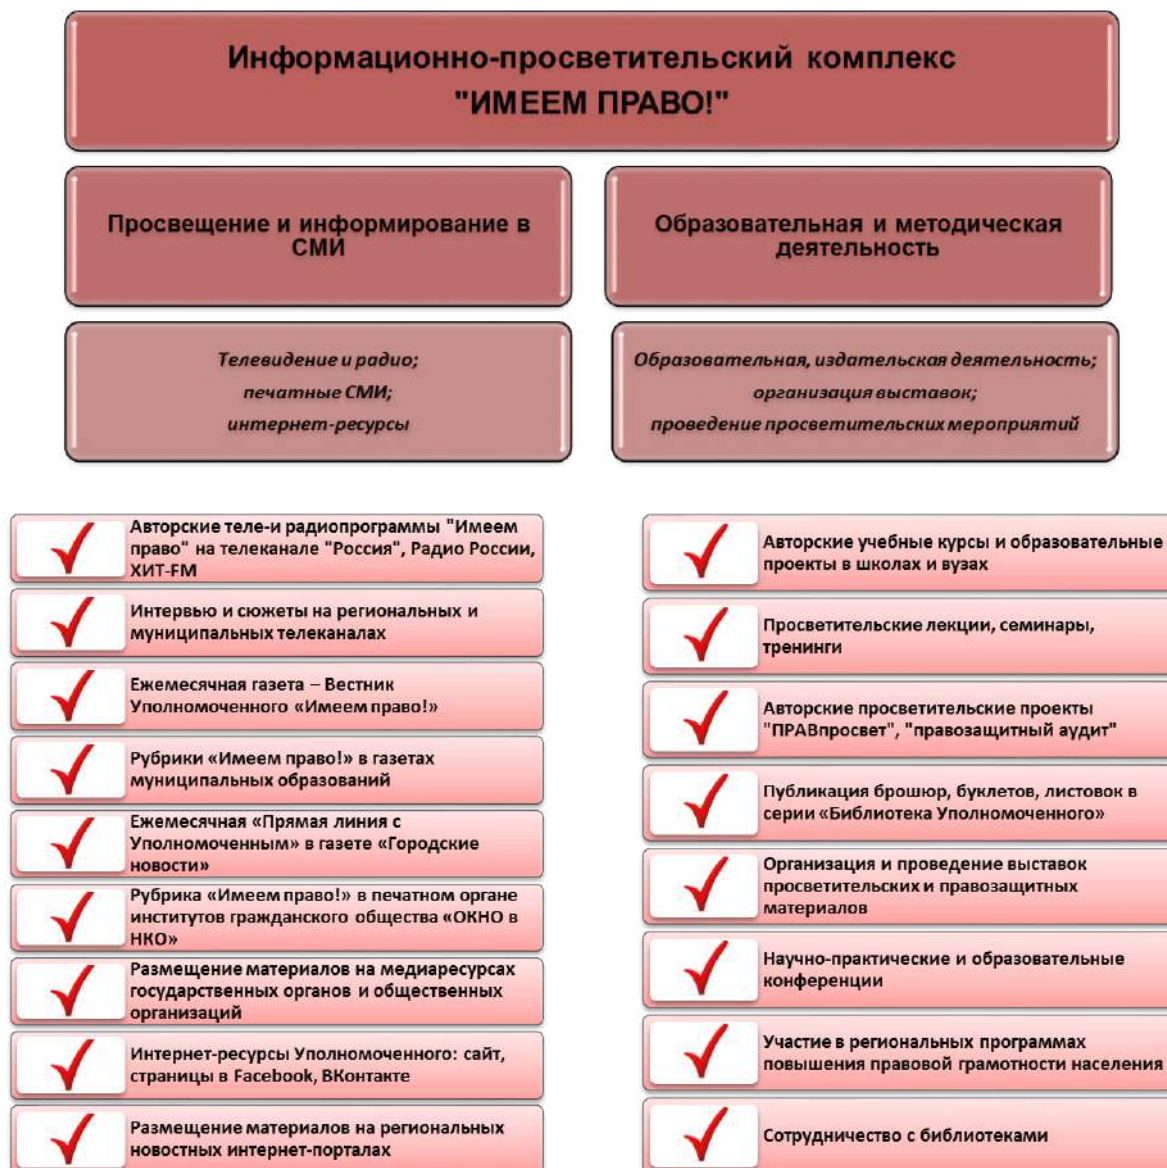 Информационно-просветительский комплекс
"ИМЕЕМ ПРАВО!"
Просвещение и информирование в
СМИ
Образовательная и методическая
деятельность
Телевидение и радио;
печатные СМИ;
интернет-ресурсы
Образовательная, издательская деятельность;
организация выставок;
проведение просветительских мероприятий
Авторские теле-и радиопрограммы "Имеем
право" на телеканале "Россия", Радио России,
ХИТ-FM
Интервью и сюжеты на региональных и
муниципальных телеканалах
Ежемесячная газета – Вестник
Уполномоченного «Имеем право!»
Рубрики «Имеем право!» в газетах
муниципальных образований
Ежемесячная «Прямая линия с
Уполномоченным» в газете «Городские
новости»
Рубрика «Имеем право!» в печатном органе
институтов гражданского общества «ОКНО в
НКО»
Размещение материалов на медиаресурсах
государственных органов и общественных
организаций
Интернет-ресурсы Уполномоченного: сайт,
страницы в Facebook, ВКонтакте
Размещение материалов на региональных
новостных интернет-порталах
Авторские учебные курсы и образовательные
проекты в школах и вузах
Просветительские лекции, семинары,
тренинги
Авторские просветительские проекты
"ПРАВпросвет", "правозащитный аудит"
Публикация брошюр, буклетов, листовок в
серии «Библиотека Уполномоченного»
Организация и проведение выставок
просветительских и правозащитных
материалов
Научно-практические и образовательные
конференции
Участие в региональных программах
повышения правовой грамотности населения
Сотрудничество с библиотеками